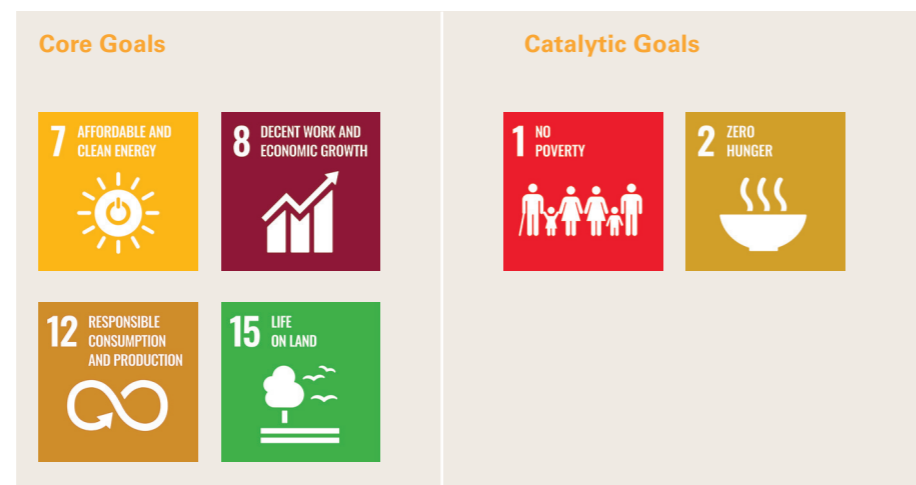 Core Goals
7 AFFORDABLE AND
CLEAN ENERGY
8 DECENT WORK AND
ECONOMIC GROWTH
12 RESPONSIBLE
CONSUMPTION
AND PRODUCTION
15 LIFE
ON LAND
Catalytic Goals
1 NO
POVERTY
2 ZERO
HUNGER